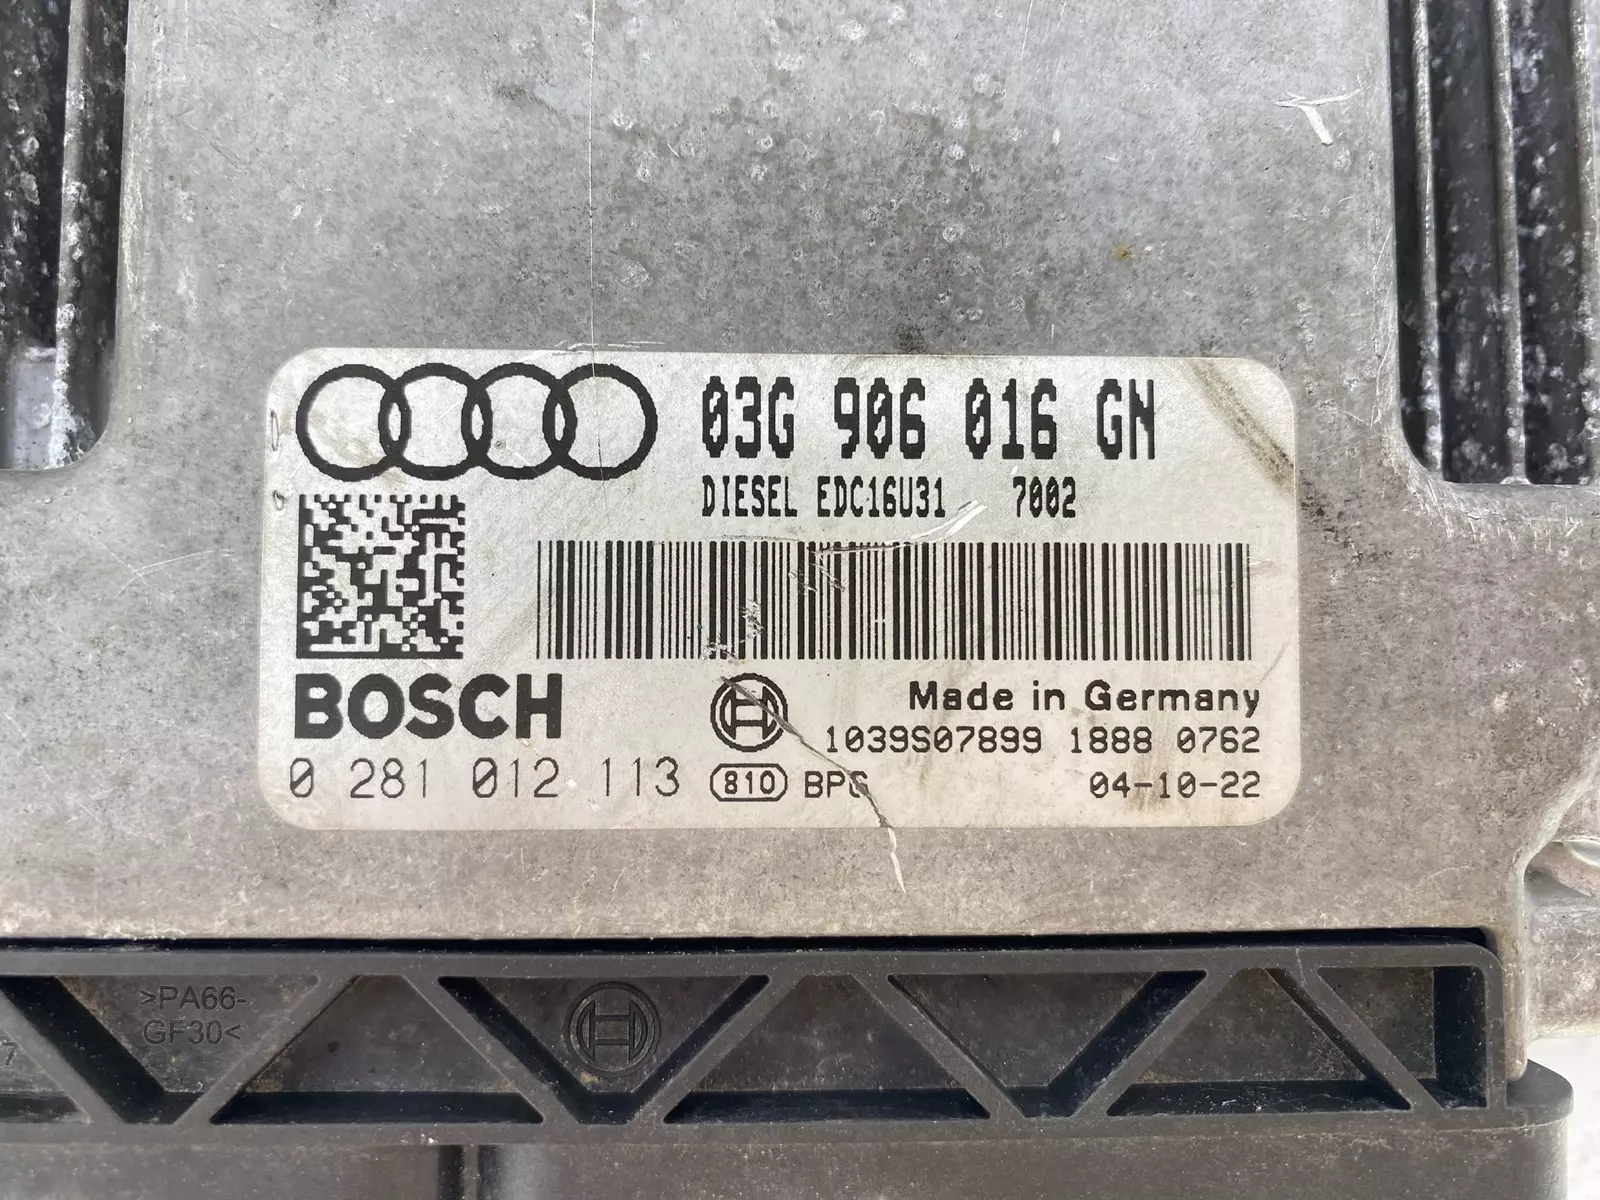 03G 906 016 GN
DIESEL EDC16U31 7002
BOSCH
Made in Germany
1039S07899 1888 0762
0 281 012 113 810 BPG 04-10-22
>PA66-
GF30<
7